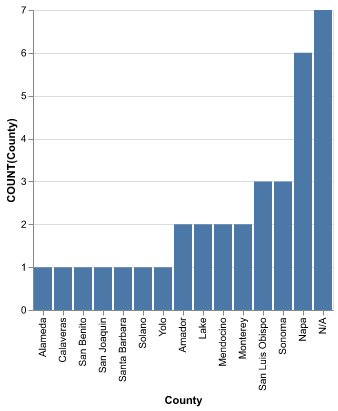 7
6
5
4
3
2
1
0
COUNT(County)
Alameda
Calaveras
San Benito
San Joaquin
Santa Barbara
Solano
Yolo
Amador
Lake
Mendocino
Monterey
San Luis Obispo
Sonoma
Napa
N/A
County